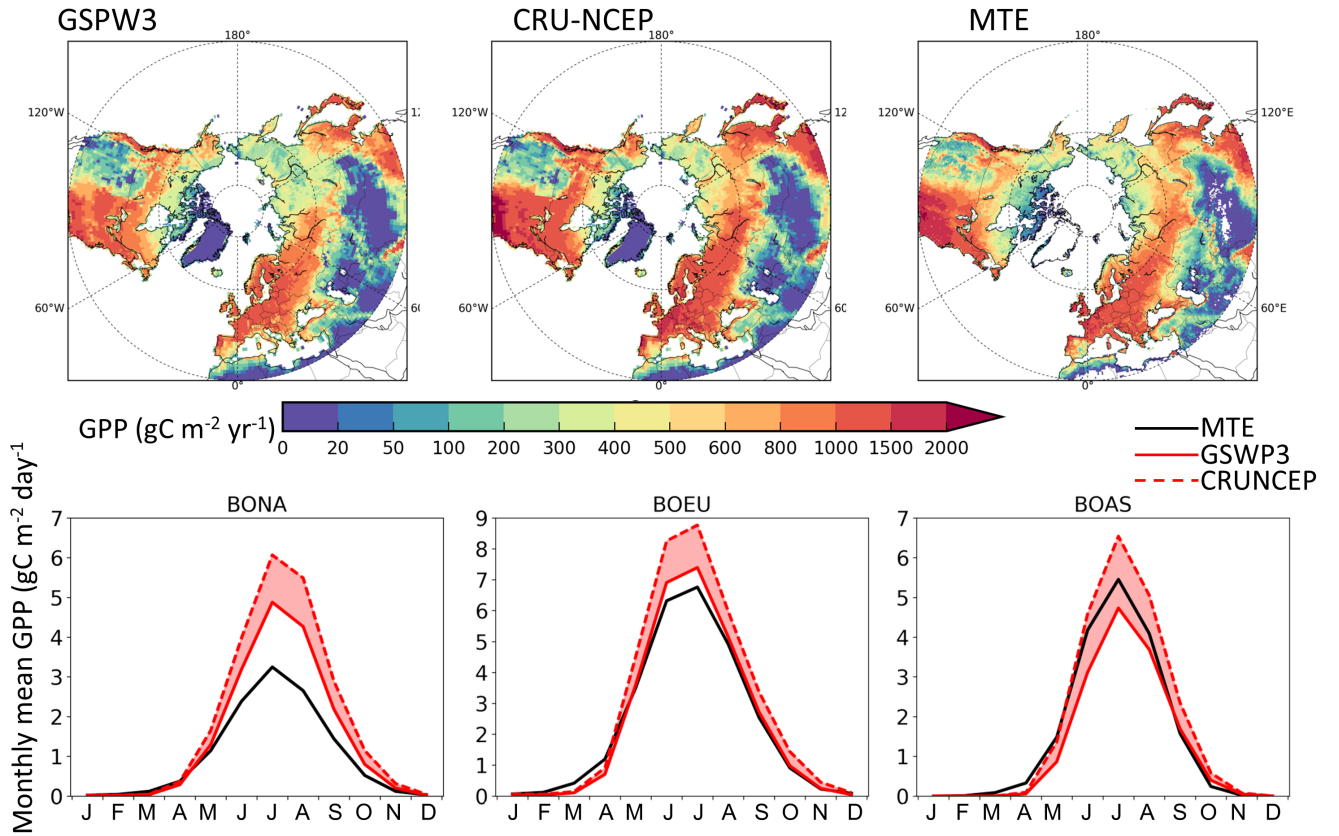 GSPW3 CRU-NCEP MTE
180° 180° 180°
120°W 12 120°E
60°W 60 60°E
0° 0° 0°
GPP (gC m-2 yr-1)
0 20 50 100 200 300 400 500 600 800 1000 1500 2000
MTE
GSWP3
CRUNCEP
Monthly mean GPP (gC m-2 day-1)
BONA BOEU BOAS
7 9 7
8
6 7 6
5 6 5
4 5 4
4
3 3 3
2 2 2
1 1 1
0 0 0
J F M A M J J A S O N D J F M A M J J A S O N D J F M A M J J A S O N D